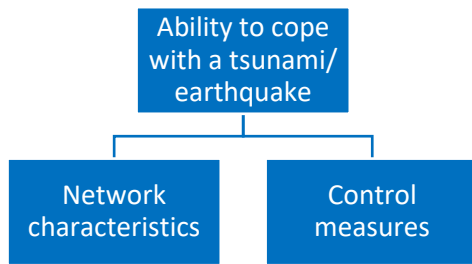 Ability to cope
with a tsunami/
earthquake
Network
characteristics
Control
measures